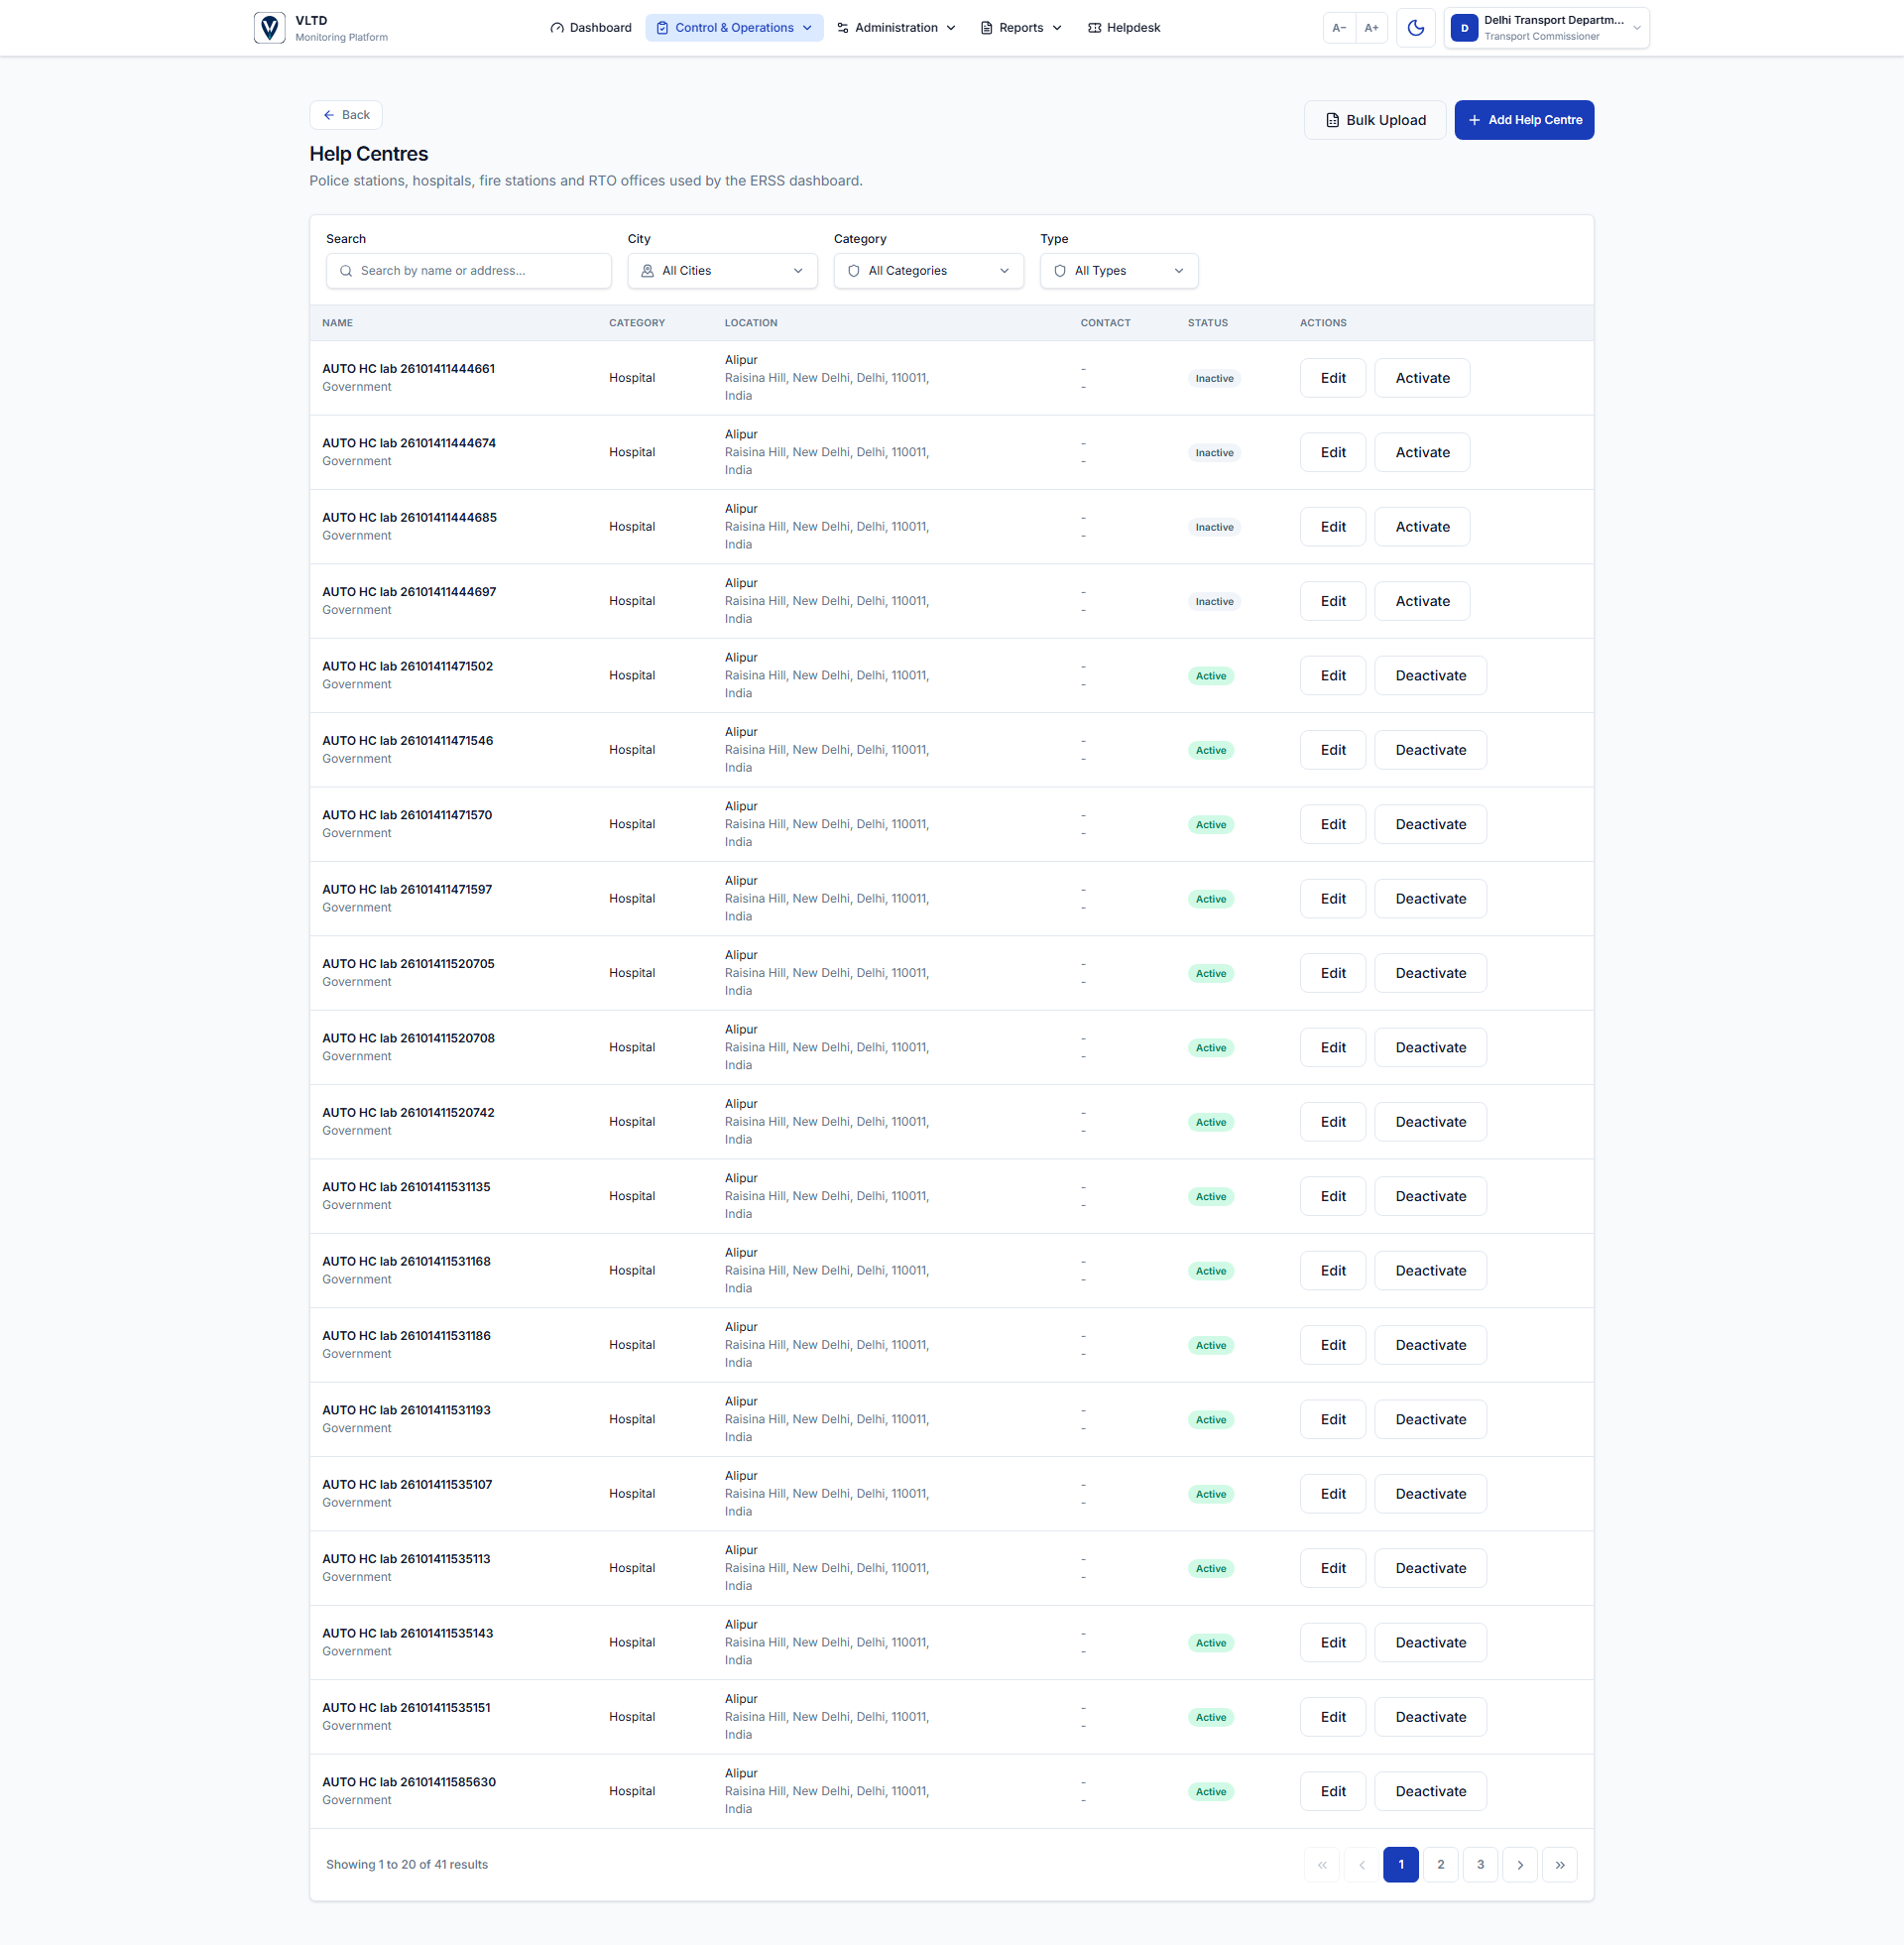 VLTD
Monitoring Platform
Dashboard
Control & Operations
Administration
Reports
Helpdesk
A−
A+
D
Delhi Transport Departm...
Transport Commissioner
Back
Bulk Upload
Add Help Centre
Help Centres
Police stations, hospitals, fire stations and RTO offices used by the ERSS dashboard.
Search
City
Category
Type
Search by name or address...
All Cities
All Categories
All Types
NAME CATEGORY LOCATION CONTACT STATUS ACTIONS
AUTO HC lab 26101411444661
Government
Hospital
Alipur
Raisina Hill, New Delhi, Delhi, 110011,
India
-
-
Inactive
Edit
Activate
AUTO HC lab 26101411444674
Government
Hospital
Alipur
Raisina Hill, New Delhi, Delhi, 110011,
India
-
-
Inactive
Edit
Activate
AUTO HC lab 26101411444685
Government
Hospital
Alipur
Raisina Hill, New Delhi, Delhi, 110011,
India
-
-
Inactive
Edit
Activate
AUTO HC lab 26101411444697
Government
Hospital
Alipur
Raisina Hill, New Delhi, Delhi, 110011,
India
-
-
Inactive
Edit
Activate
AUTO HC lab 26101411471502
Government
Hospital
Alipur
Raisina Hill, New Delhi, Delhi, 110011,
India
-
-
Active
Edit
Deactivate
AUTO HC lab 26101411471546
Government
Hospital
Alipur
Raisina Hill, New Delhi, Delhi, 110011,
India
-
-
Active
Edit
Deactivate
AUTO HC lab 26101411471570
Government
Hospital
Alipur
Raisina Hill, New Delhi, Delhi, 110011,
India
-
-
Active
Edit
Deactivate
AUTO HC lab 26101411471597
Government
Hospital
Alipur
Raisina Hill, New Delhi, Delhi, 110011,
India
-
-
Active
Edit
Deactivate
AUTO HC lab 26101411520705
Government
Hospital
Alipur
Raisina Hill, New Delhi, Delhi, 110011,
India
-
-
Active
Edit
Deactivate
AUTO HC lab 26101411520708
Government
Hospital
Alipur
Raisina Hill, New Delhi, Delhi, 110011,
India
-
-
Active
Edit
Deactivate
AUTO HC lab 26101411520742
Government
Hospital
Alipur
Raisina Hill, New Delhi, Delhi, 110011,
India
-
-
Active
Edit
Deactivate
AUTO HC lab 26101411531135
Government
Hospital
Alipur
Raisina Hill, New Delhi, Delhi, 110011,
India
-
-
Active
Edit
Deactivate
AUTO HC lab 26101411531168
Government
Hospital
Alipur
Raisina Hill, New Delhi, Delhi, 110011,
India
-
-
Active
Edit
Deactivate
AUTO HC lab 26101411531186
Government
Hospital
Alipur
Raisina Hill, New Delhi, Delhi, 110011,
India
-
-
Active
Edit
Deactivate
AUTO HC lab 26101411531193
Government
Hospital
Alipur
Raisina Hill, New Delhi, Delhi, 110011,
India
-
-
Active
Edit
Deactivate
AUTO HC lab 26101411535107
Government
Hospital
Alipur
Raisina Hill, New Delhi, Delhi, 110011,
India
-
-
Active
Edit
Deactivate
AUTO HC lab 26101411535113
Government
Hospital
Alipur
Raisina Hill, New Delhi, Delhi, 110011,
India
-
-
Active
Edit
Deactivate
AUTO HC lab 26101411535143
Government
Hospital
Alipur
Raisina Hill, New Delhi, Delhi, 110011,
India
-
-
Active
Edit
Deactivate
AUTO HC lab 26101411535151
Government
Hospital
Alipur
Raisina Hill, New Delhi, Delhi, 110011,
India
-
-
Active
Edit
Deactivate
AUTO HC lab 26101411585630
Government
Hospital
Alipur
Raisina Hill, New Delhi, Delhi, 110011,
India
-
-
Active
Edit
Deactivate
Showing 1 to 20 of 41 results
1 2 3